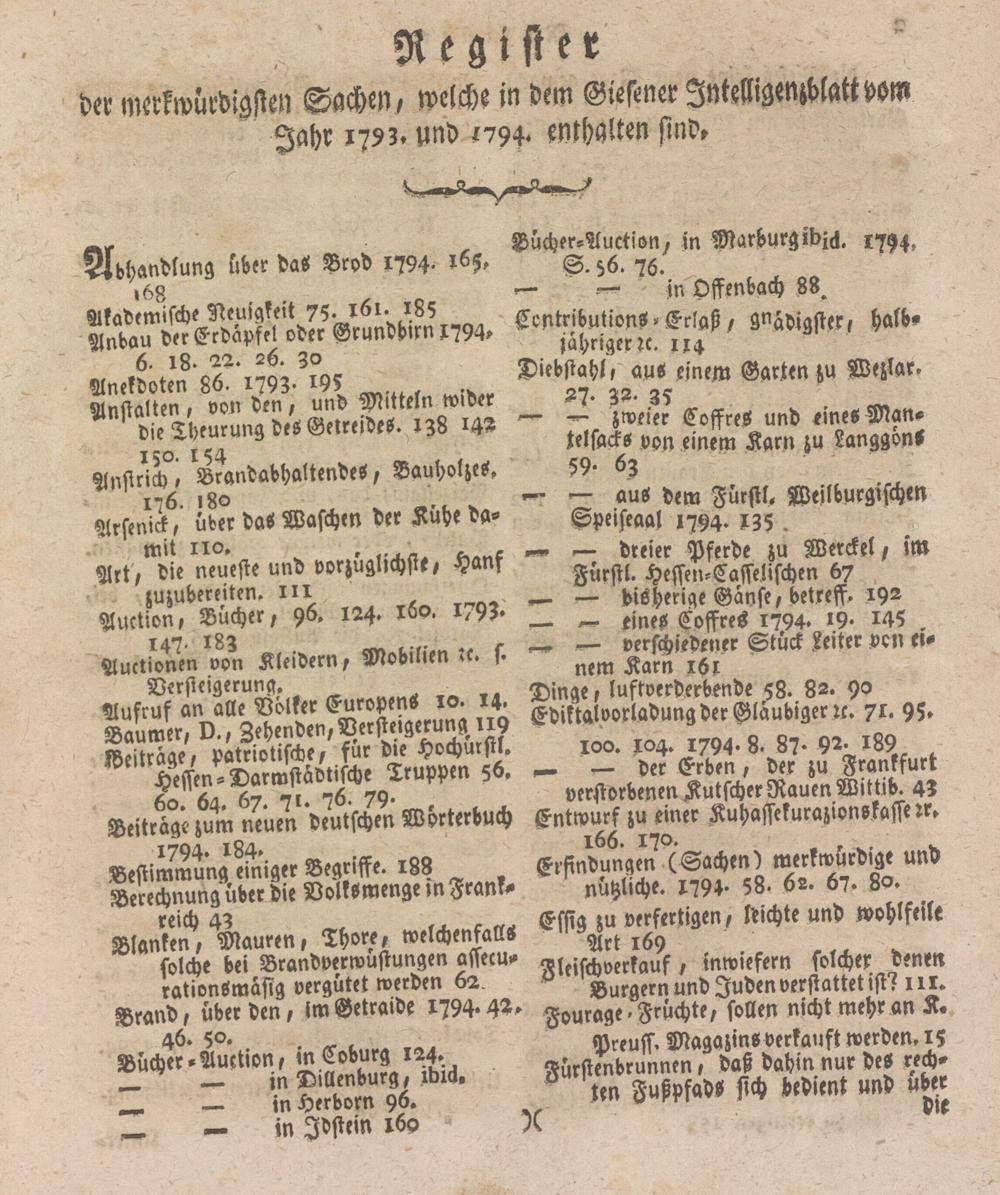 Register
der merkwürdigsten Sachen, welche in dem Giesener Intelligenzblatt vom
Jahr 1793. und 1794. enthalten sind.
Abhandlung über das Brod 1794. 165.
168
Akademische Neuigkeit 75. 161. 185
Anbau der Erdäpfel oder Grundbirn 1794.
6. 18. 22. 26. 30
Anekdoten 86. 1793. 195
Anstalten, von den, und Mitteln wider
die Theurung des Getreides. 138 142
150. 154
Anstrich, Brandabhaltendes, Bauholzes.
176. 180
Arsenick, über das Waschen der Kühe da-
mit 110.
Art, die neueste und vorzüglichste, Hanf
zuzubereiten. 111
Auction, Bücher, 96. 124. 160. 1793.
147. 183
Auctionen von Kleidern, Mobilien ꝛc. s.
Versteigerung.
Aufruf an alle Völker Europens 10. 14.
Baumer, D., Zehenden, Versteigerung 119
Beiträge, patriotische, für die Hochürstl.
Hessen-Darmstädtische Truppen 56.
60. 64. 67. 71. 76. 79.
Beiträge zum neuen deutschen Wörterbuch
1794. 184.
Bestimmung einiger Begriffe. 188
Berechnung über die Volksmenge in Frank-
reich 43
Blanken, Mauren, Thore, welchenfalls
solche bei Brandverwüstungen assecu-
rationsmäsig vergütet werden 62
Brand, über den, im Getraide 1794. 42.
46. 50.
Bücher-Auction, in Coburg 124.
— — in Dillenburg, ibid.
— — in Herborn 96.
— — in Idstein 160
Bücher-Auction, in Marburg ibid. 1794.
S. 56. 76.
— — in Offenbach 88.
Contributions-Erlaß, gnädigster, halb-
jähriger ꝛc. 114
Diebstahl, aus einem Garten zu Wezlar.
27. 32. 35
— — zweier Coffres und eines Man-
telsacks von einem Karn zu Langgöns
59. 63
— — aus dem Fürstl. Weilburgischen
Speiseaal 1794. 135
— — dreier Pferde zu Werckel, im
Fürstl. Hessen-Casselischen 67
— — bisherige Gänse, betreff. 192
— — eines Coffres 1794. 19. 145
— — verschiedener Stück Leiter von ei-
nem Karn 161
Dinge, luftverderbende 58. 82. 90
Ediktalvorladung der Gläubiger ꝛc. 71. 95.
100. 104. 1794. 8. 87. 92. 189
— — der Erben, der zu Frankfurt
verstorbenen Kutscher Rauen Wittib. 43
Entwurf zu einer Kuhassekurazionskasse ꝛc.
166. 170.
Erfindungen (Sachen) merkwürdige und
nützliche. 1794. 58. 62. 67. 80.
Essig zu verfertigen, leichte und wohlfeile
Art 169
Fleischverkauf, inwiefern solcher denen
Burgern und Juden verstattet ist? 111.
Fourage-Früchte, sollen nicht mehr an K.
Preuss. Magazins verkauft werden. 15
Fürstenbrunnen, daß dahin nur des rech-
ten Fußpfads sich bedient und über
die
)(